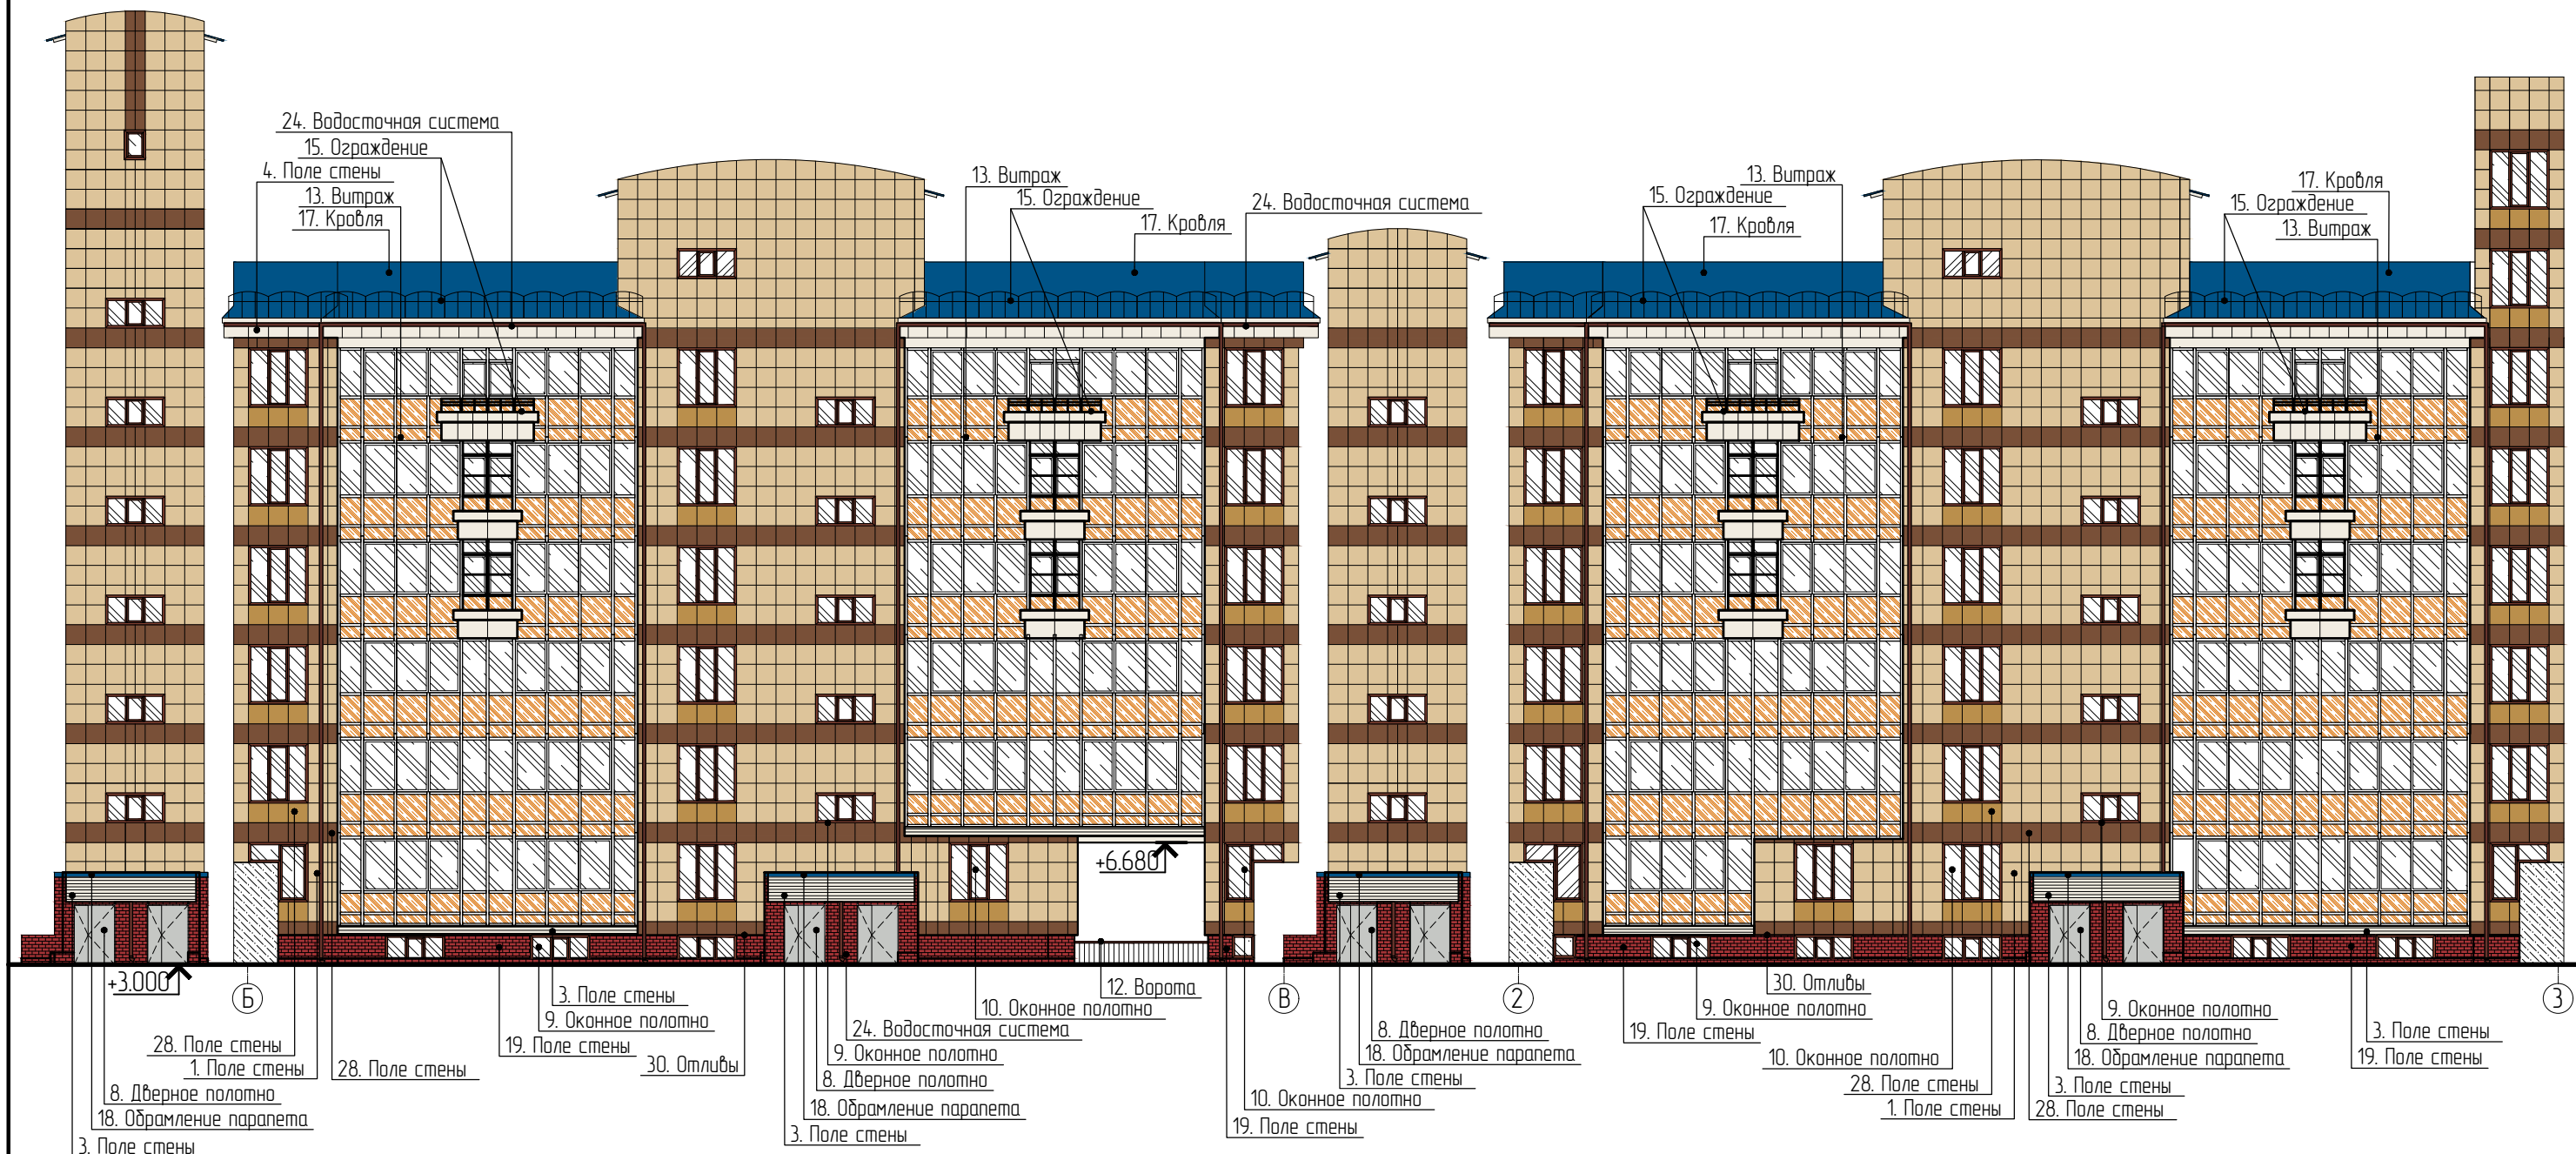 24. Водосточная система
15. Ограждение
4. Поле стены
13. Витраж
17. Кровля
13. Витраж
15. Ограждение
24. Водосточная система
17. Кровля
13. Витраж
15. Ограждение
17. Кровля
17. Кровля
15. Ограждение
13. Витраж
+6.680
+3.000
Б
В
2
3
3. Поле стены
9. Оконное полотно
28. Поле стены
19. Поле стены
1. Поле стены
28. Поле стены
30. Отливы
8. Дверное полотно
18. Обрамление парапета
3. Поле стены
12. Ворота
10. Оконное полотно
24. Водосточная система
9. Оконное полотно
8. Дверное полотно
18. Обрамление парапета
3. Поле стены
8. Дверное полотно
18. Обрамление парапета
3. Поле стены
10. Оконное полотно
19. Поле стены
30. Отливы
9. Оконное полотно
19. Поле стены
10. Оконное полотно
28. Поле стены
1. Поле стены
9. Оконное полотно
8. Дверное полотно
18. Обрамление парапета
3. Поле стены
28. Поле стены
3. Поле стены
19. Поле стены